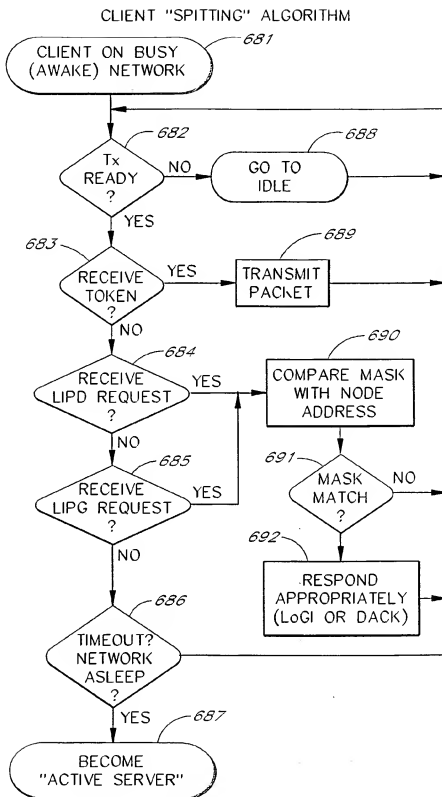 CLIENT "SPITTING" ALGORITHM
681
CLIENT ON BUSY
(AWAKE) NETWORK
682
Tx
READY
?
NO
YES
688
GO TO
IDLE
683
RECEIVE
TOKEN
?
YES
NO
689
TRANSMIT
PACKET
684
RECEIVE
LIPD REQUEST
?
YES
NO
690
COMPARE MASK
WITH NODE
ADDRESS
685
RECEIVE
LIPG REQUEST
?
YES
NO
691
MASK
MATCH
?
NO
692
RESPOND
APPROPRIATELY
(LoGI OR DACK)
686
TIMEOUT?
NETWORK
ASLEEP
?
YES
687
BECOME
"ACTIVE SERVER"